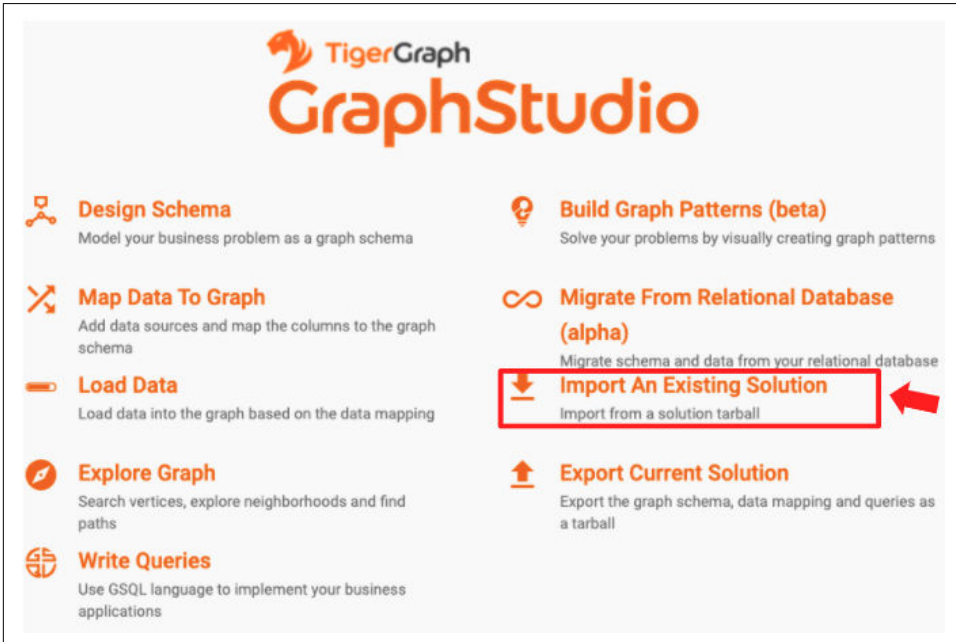 TigerGraph
GraphStudio
Design Schema
Model your business problem as a graph schema
Map Data To Graph
Add data sources and map the columns to the graph
schema
Load Data
Load data into the graph based on the data mapping
Explore Graph
Search vertices, explore neighborhoods and find
paths
GSQL
Write Queries
Use GSQL language to implement your business
applications
Build Graph Patterns (beta)
Solve your problems by visually creating graph patterns
Migrate From Relational Database
(alpha)
Migrate schema and data from your relational database
Import An Existing Solution
Import from a solution tarball
Export Current Solution
Export the graph schema, data mapping and queries as
a tarball